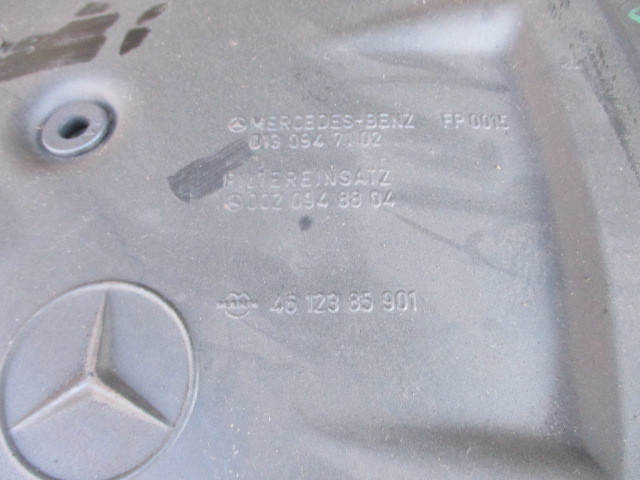 MERCEDES-BENZ FP 0015
013 094 71 02
FILTEREINSATZ
002 094 88 04
46 123 85 901